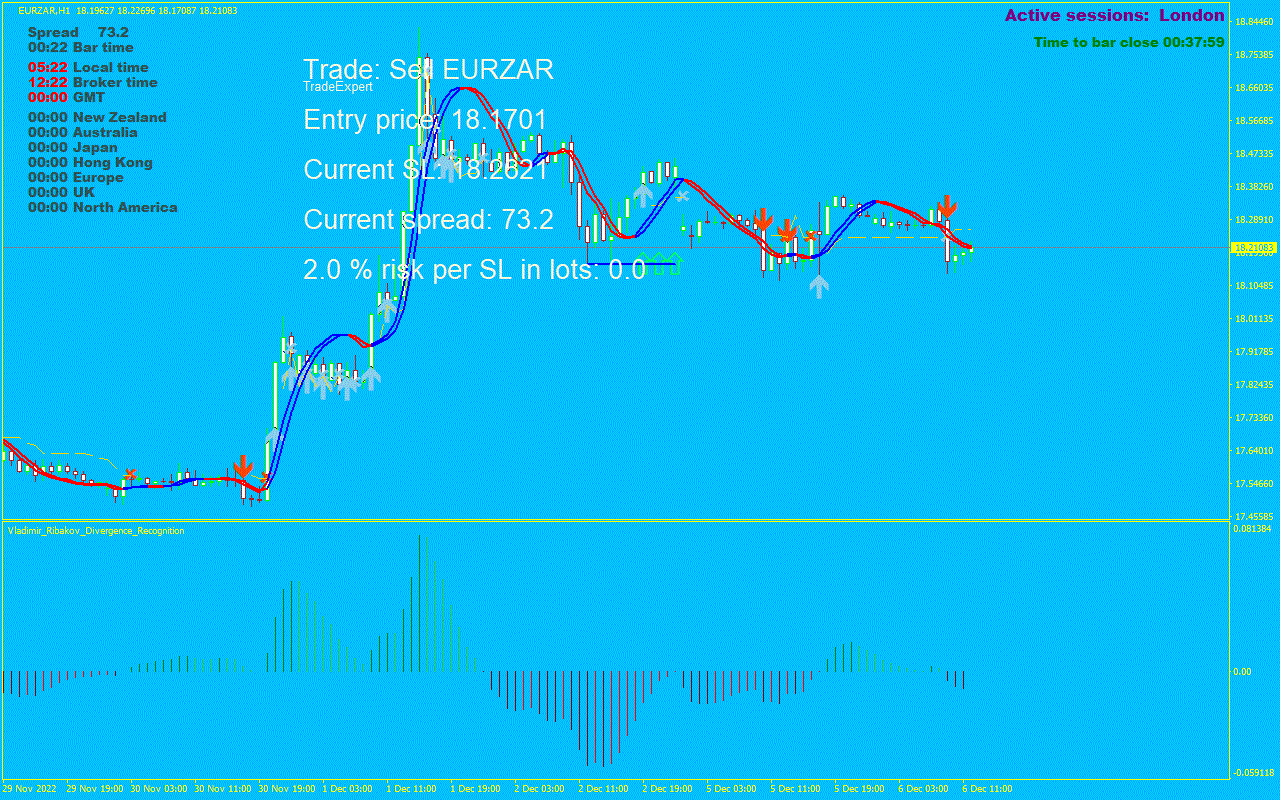 EURZAR,H1 18.19627 18.22696 18.17087 18.21083
Active sessions: London
Time to bar close 00:37:59
Spread 73.2
00:22 Bar time
05:22 Local time
12:22 Broker time
00:00 GMT
00:00 New Zealand
00:00 Australia
00:00 Japan
00:00 Hong Kong
00:00 Europe
00:00 UK
00:00 North America
Trade: Sell EURZAR
TradeExpert
Entry price: 18.1701
Current SL: 18.2621
Current spread: 73.2
2.0 % risk per SL in lots: 0.0
18.84460
18.75385
18.66035
18.56685
18.47335
18.38260
18.28910
18.21083
18.10485
18.01135
17.91785
17.82435
17.73360
17.64010
17.54660
17.45585
Vladimir_Ribakov_Divergence_Recognition
0.081384
0.00
-0.059118
29 Nov 2022
29 Nov 19:00
30 Nov 03:00
30 Nov 11:00
30 Nov 19:00
1 Dec 03:00
1 Dec 11:00
1 Dec 19:00
2 Dec 03:00
2 Dec 11:00
2 Dec 19:00
5 Dec 03:00
5 Dec 11:00
5 Dec 19:00
6 Dec 03:00
6 Dec 11:00